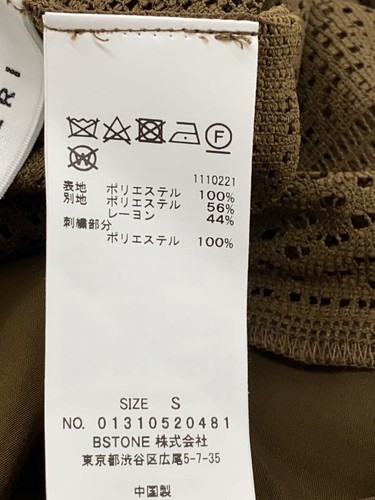 F
W
1110221
表地 ポリエステル 100%
別地 ポリエステル 56%
レーヨン 44%
刺繍部分
ポリエステル 100%
SIZE S
NO. 01310520481
BSTONE 株式会社
東京都渋谷区広尾5-7-35
中国製